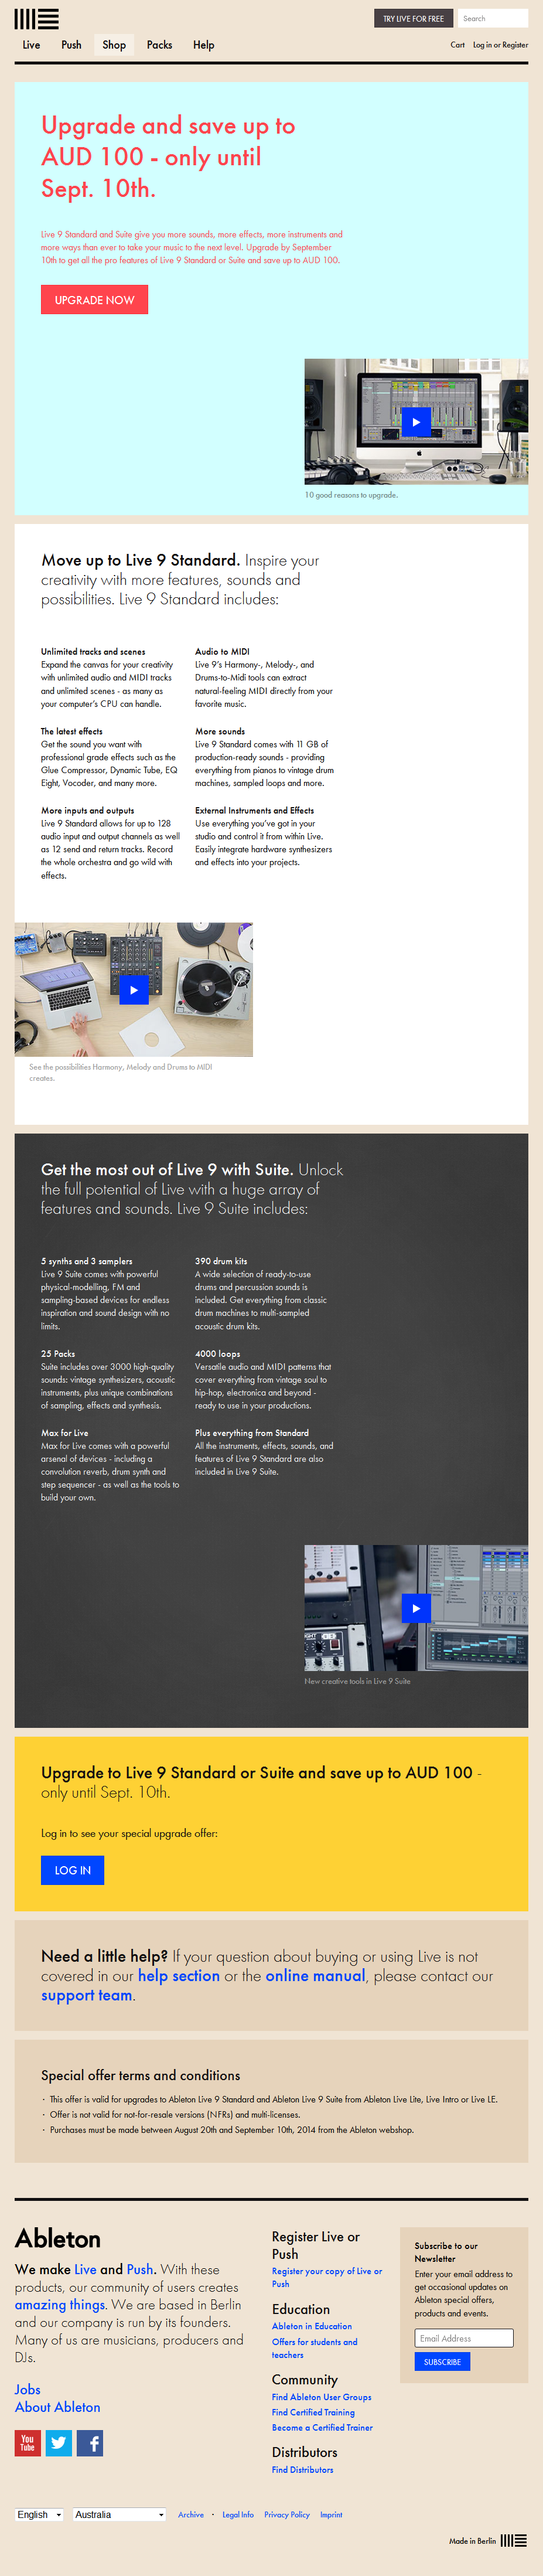 TRY LIVE FOR FREE
Search
Live Push Shop Packs Help
Cart Log in or Register
Upgrade and save up to
AUD 100 - only until
Sept. 10th.
Live 9 Standard and Suite give you more sounds, more effects, more instruments and
more ways than ever to take your music to the next level. Upgrade by September
10th to get all the pro features of Live 9 Standard or Suite and save up to AUD 100.
UPGRADE NOW
10 good reasons to upgrade.
Move up to Live 9 Standard. Inspire your
creativity with more features, sounds and
possibilities. Live 9 Standard includes:
Unlimited tracks and scenes
Expand the canvas for your creativity
with unlimited audio and MIDI tracks
and unlimited scenes - as many as
your computer's CPU can handle.
Audio to MIDI
Live 9's Harmony-, Melody-, and
Drums-to-Midi tools can extract
natural-feeling MIDI directly from your
favorite music.
The latest effects
Get the sound you want with
professional grade effects such as the
Glue Compressor, Dynamic Tube, EQ
Eight, Vocoder, and many more.
More sounds
Live 9 Standard comes with 11 GB of
production-ready sounds - providing
everything from pianos to vintage drum
machines, sampled loops and more.
More inputs and outputs
Live 9 Standard allows for up to 128
audio input and output channels as well
as 12 send and return tracks. Record
the whole orchestra and go wild with
effects.
External Instruments and Effects
Use everything you've got in your
studio and control it from within Live.
Easily integrate hardware synthesizers
and effects into your projects.
See the possibilities Harmony, Melody and Drums to MIDI
creates.
Get the most out of Live 9 with Suite. Unlock
the full potential of Live with a huge array of
features and sounds. Live 9 Suite includes:
5 synths and 3 samplers
Live 9 Suite comes with powerful
physical-modelling, FM and
sampling-based devices for endless
inspiration and sound design with no
limits.
390 drum kits
A wide selection of ready-to-use
drums and percussion sounds is
included. Get everything from classic
drum machines to multi-sampled
acoustic drum kits.
25 Packs
Suite includes over 3000 high-quality
sounds: vintage synthesizers, acoustic
instruments, plus unique combinations
of sampling, effects and synthesis.
4000 loops
Versatile audio and MIDI patterns that
cover everything from vintage soul to
hip-hop, electronica and beyond -
ready to use in your productions.
Max for Live
Max for Live comes with a powerful
arsenal of devices - including a
convolution reverb, drum synth and
step sequencer - as well as the tools to
build your own.
Plus everything from Standard
All the instruments, effects, sounds, and
features of Live 9 Standard are also
included in Live 9 Suite.
New creative tools in Live 9 Suite
Upgrade to Live 9 Standard or Suite and save up to AUD 100 -
only until Sept. 10th.
Log in to see your special upgrade offer:
LOG IN
Need a little help? If your question about buying or using Live is not
covered in our help section or the online manual, please contact our
support team.
Special offer terms and conditions
· This offer is valid for upgrades to Ableton Live 9 Standard and Ableton Live 9 Suite from Ableton Live Lite, Live Intro or Live LE.
· Offer is not valid for not-for-resale versions (NFRs) and multi-licenses.
· Purchases must be made between August 20th and September 10th, 2014 from the Ableton webshop.
Ableton
We make Live and Push. With these
products, our community of users creates
amazing things. We are based in Berlin
and our company is run by its founders.
Many of us are musicians, producers and
DJs.
Jobs
About Ableton
You
Tube
Register Live or
Push
Register your copy of Live or
Push
Education
Ableton in Education
Offers for students and
teachers
Community
Find Ableton User Groups
Find Certified Training
Become a Certified Trainer
Distributors
Find Distributors
Subscribe to our
Newsletter
Enter your email address to
get occasional updates on
Ableton special offers,
products and events.
Email Address
SUBSCRIBE
English Australia Archive · Legal Info Privacy Policy Imprint
Made in Berlin